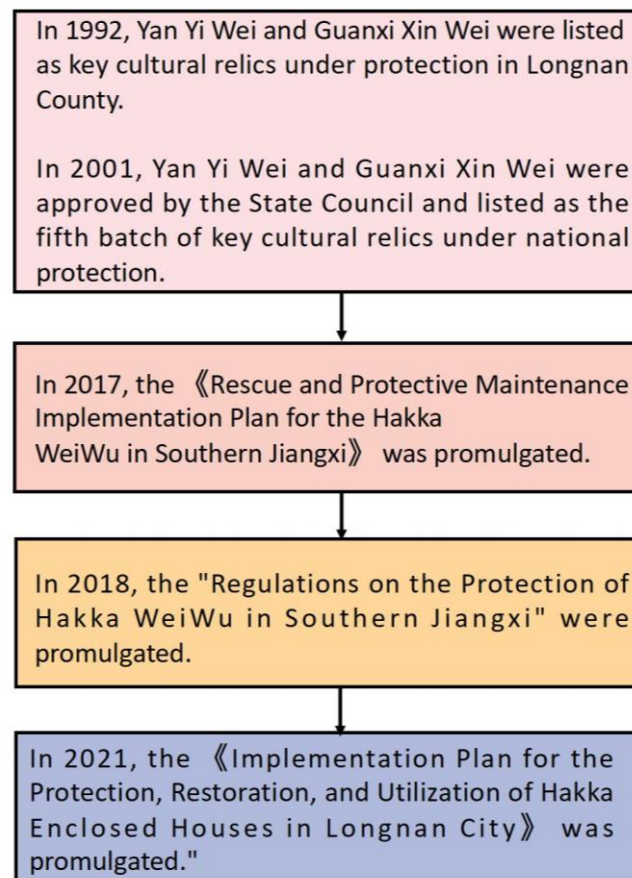 In 1992, Yan Yi Wei and Guanxi Xin Wei were listed
as key cultural relics under protection in Longnan
County.
In 2001, Yan Yi Wei and Guanxi Xin Wei were
approved by the State Council and listed as the
fifth batch of key cultural relics under national
protection.
In 2017, the 《Rescue and Protective Maintenance
Implementation Plan for the Hakka
WeiWu in Southern Jiangxi》 was promulgated.
In 2018, the "Regulations on the Protection of
Hakka WeiWu in Southern Jiangxi" were
promulgated.
In 2021, the 《Implementation Plan for the
Protection, Restoration, and Utilization of Hakka
Enclosed Houses in Longnan City》 was
promulgated."